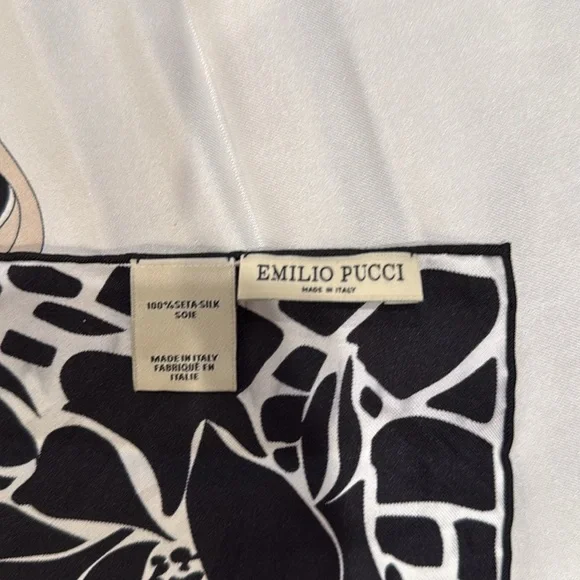 100% SETA-SILK
SOIE
MADE IN ITALY
FABRIQUÉ EN
ITALIE
EMILIO PUCCI
MADE IN ITALY